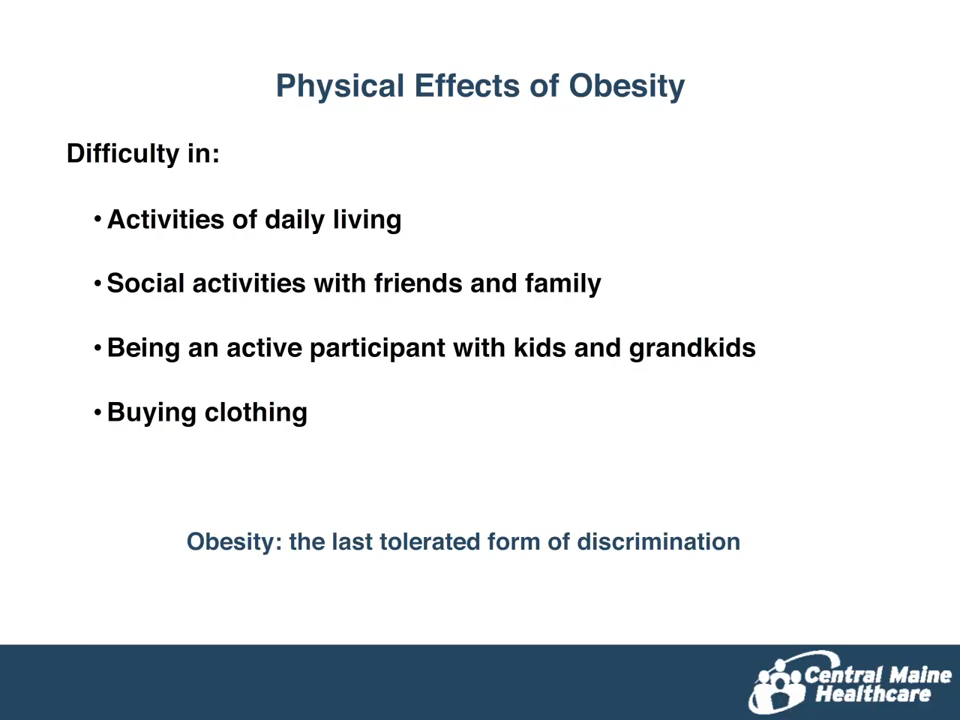 Physical Effects of Obesity
Difficulty in:
• Activities of daily living
• Social activities with friends and family
• Being an active participant with kids and grandkids
• Buying clothing
Obesity: the last tolerated form of discrimination
Central Maine
Healthcare